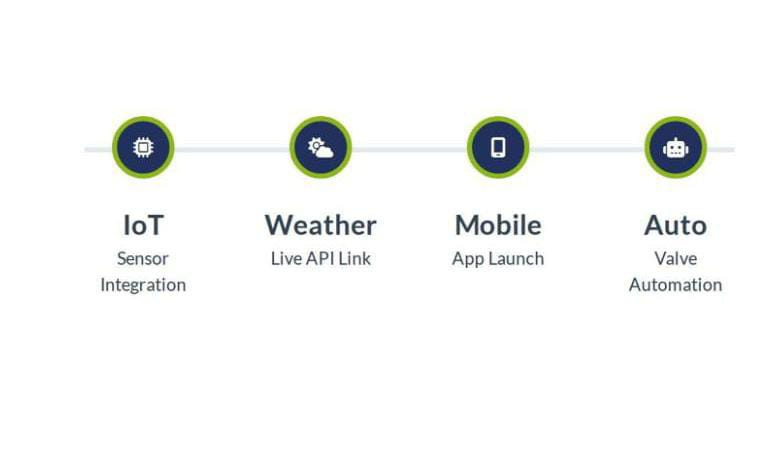 IoT
Sensor
Integration
Weather
Live API Link
Mobile
App Launch
Auto
Valve
Automation